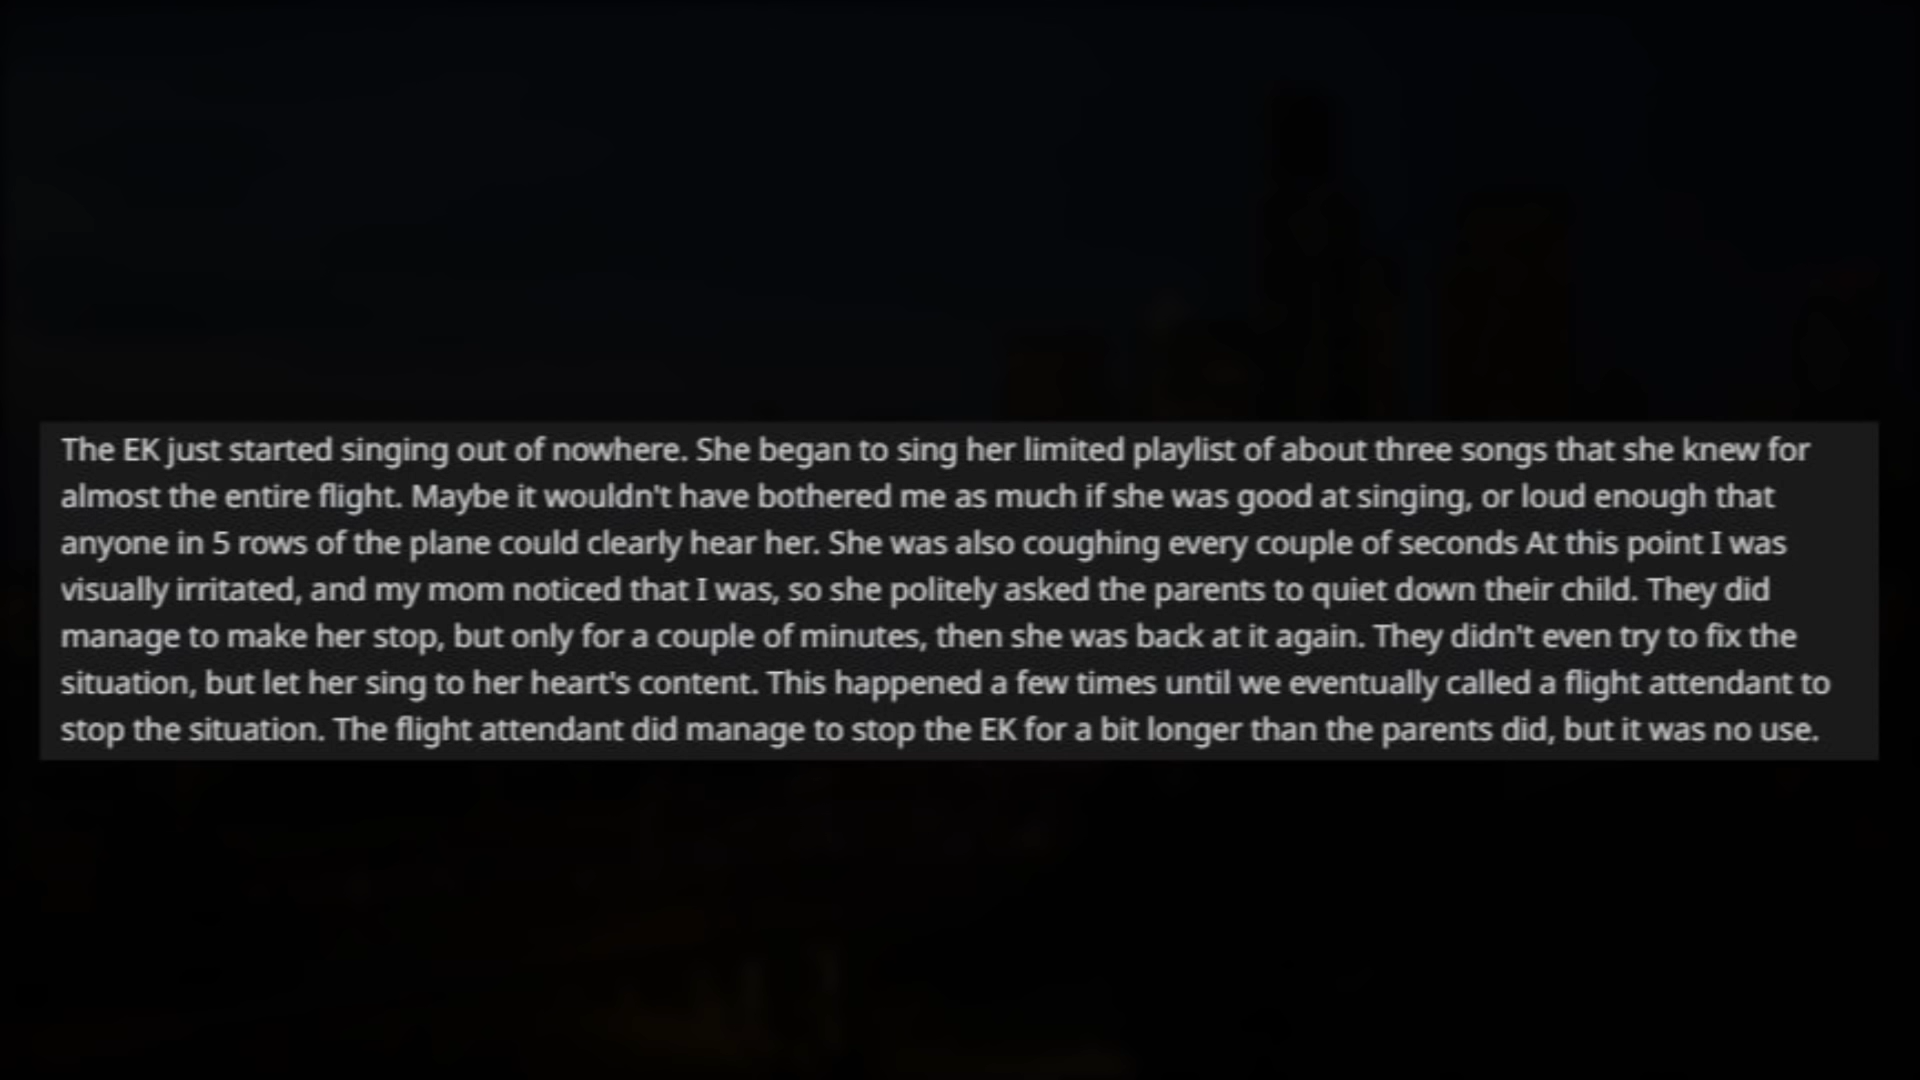 The EK just started singing out of nowhere. She began to sing her limited playlist of about three songs that she knew for
almost the entire flight. Maybe it wouldn't have bothered me as much if she was good at singing, or loud enough that
anyone in 5 rows of the plane could clearly hear her. She was also coughing every couple of seconds At this point I was
visually irritated, and my mom noticed that I was, so she politely asked the parents to quiet down their child. They did
manage to make her stop, but only for a couple of minutes, then she was back at it again. They didn't even try to fix the
situation, but let her sing to her heart's content. This happened a few times until we eventually called a flight attendant to
stop the situation. The flight attendant did manage to stop the EK for a bit longer than the parents did, but it was no use.